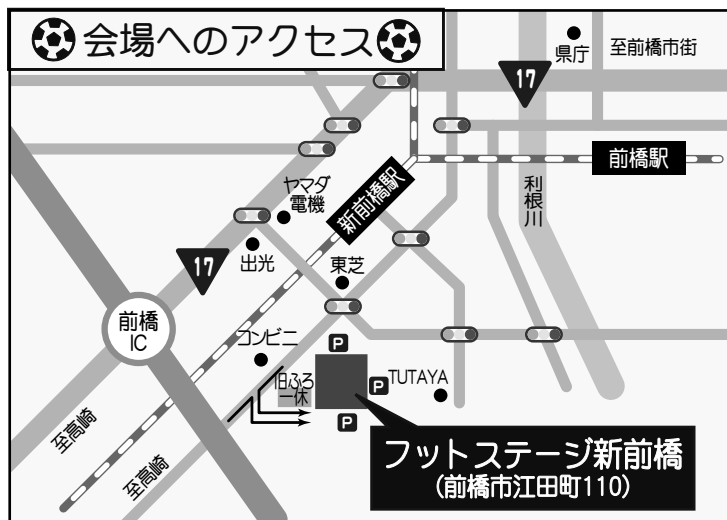 会場へのアクセス
県庁
至前橋市街
17
前橋駅
利根川
新前橋駅
ヤマダ
電機
出光
17
東芝
前橋
IC
コンビニ
P
旧ふろ
一休
P
TUTAYA
P
至高崎
至高崎
フットステージ新前橋
(前橋市江田町110)